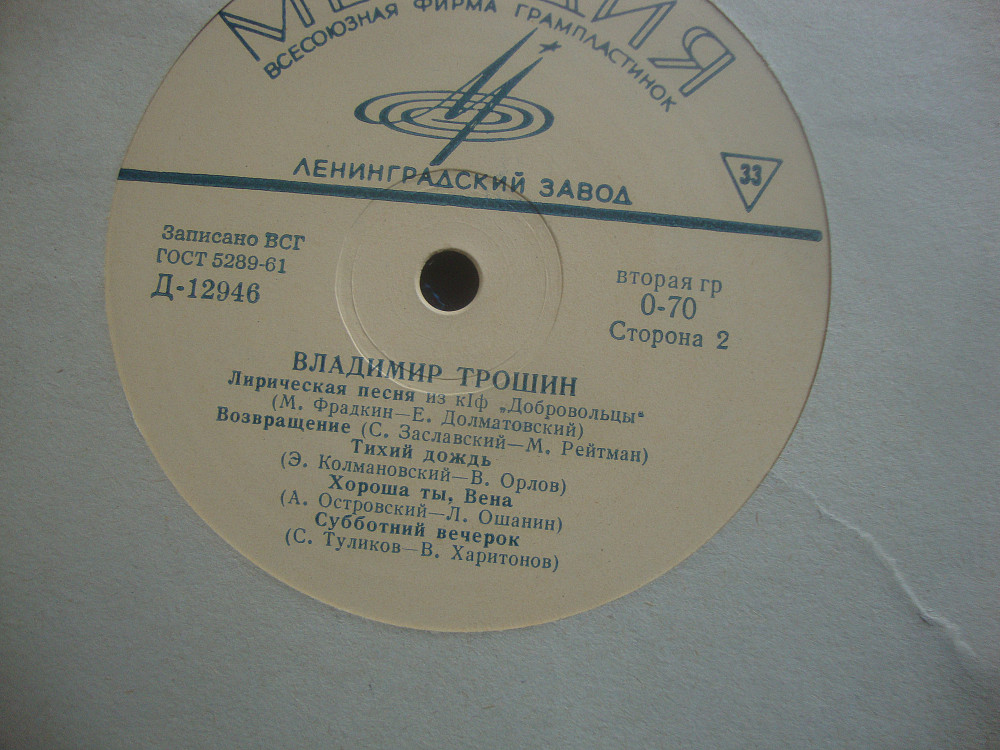 ВСЕСОЮЗНАЯ ФИРМА ГРАМПЛАСТИНОК
ЛЕНИНГРАДСКИЙ ЗАВОД
33
Записано ВСГ
ГОСТ 5289-61
Д-12946
вторая гр
0-70
Сторона 2
ВЛАДИМИР ТРОШИН
Лирическая песня из к1ф „Добровольцы"
(М. Фрадкин—Е. Долматовский)
Возвращение (С. Заславский—М. Рейтман)
Тихий дождь
(Э. Колмановский—В. Орлов)
Хороша ты, Вена
(А. Островский—Л. Ошанин)
Субботний вечерок
(С. Туликов—В. Харитонов)